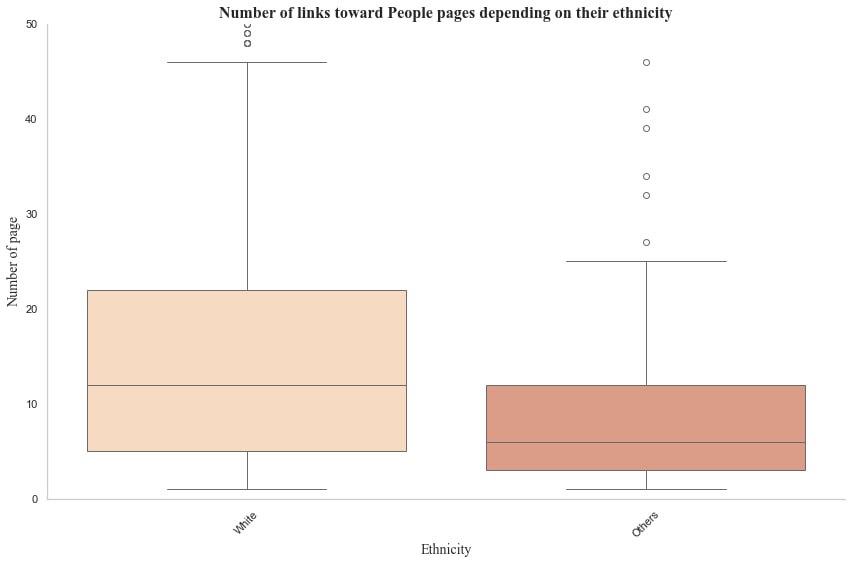 Number of links toward People pages depending on their ethnicity
50
40
30
20
10
0
Number of page
White
Others
Ethnicity